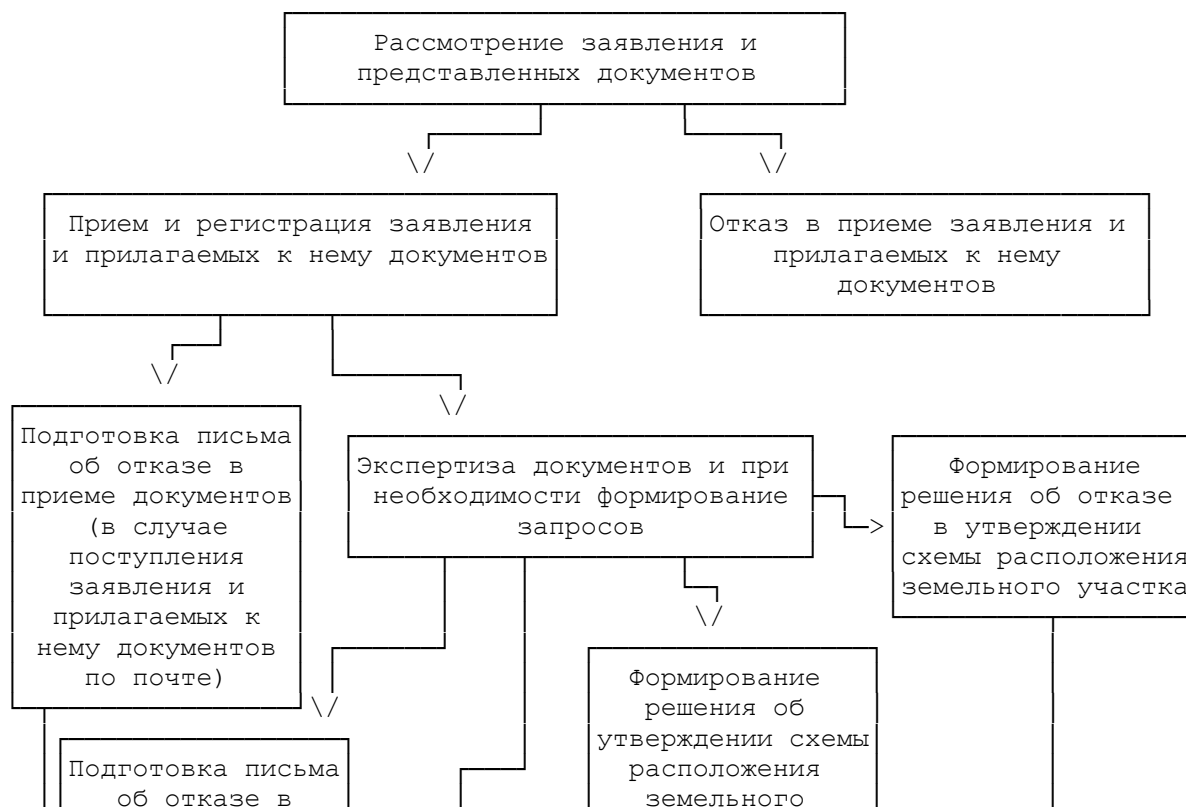 Рассмотрение заявления и
представленных документов
Прием и регистрация заявления
и прилагаемых к нему документов
Отказ в приеме заявления и
прилагаемых к нему
документов
Подготовка письма
об отказе в
приеме документов
(в случае
поступления
заявления и
прилагаемых к
нему документов
по почте)
Экспертиза документов и при
необходимости формирование
запросов
Формирование
решения об отказе
в утверждении
схемы расположения
земельного участка
Формирование
решения об
утверждении схемы
расположения
земельного
Подготовка письма
об отказе в